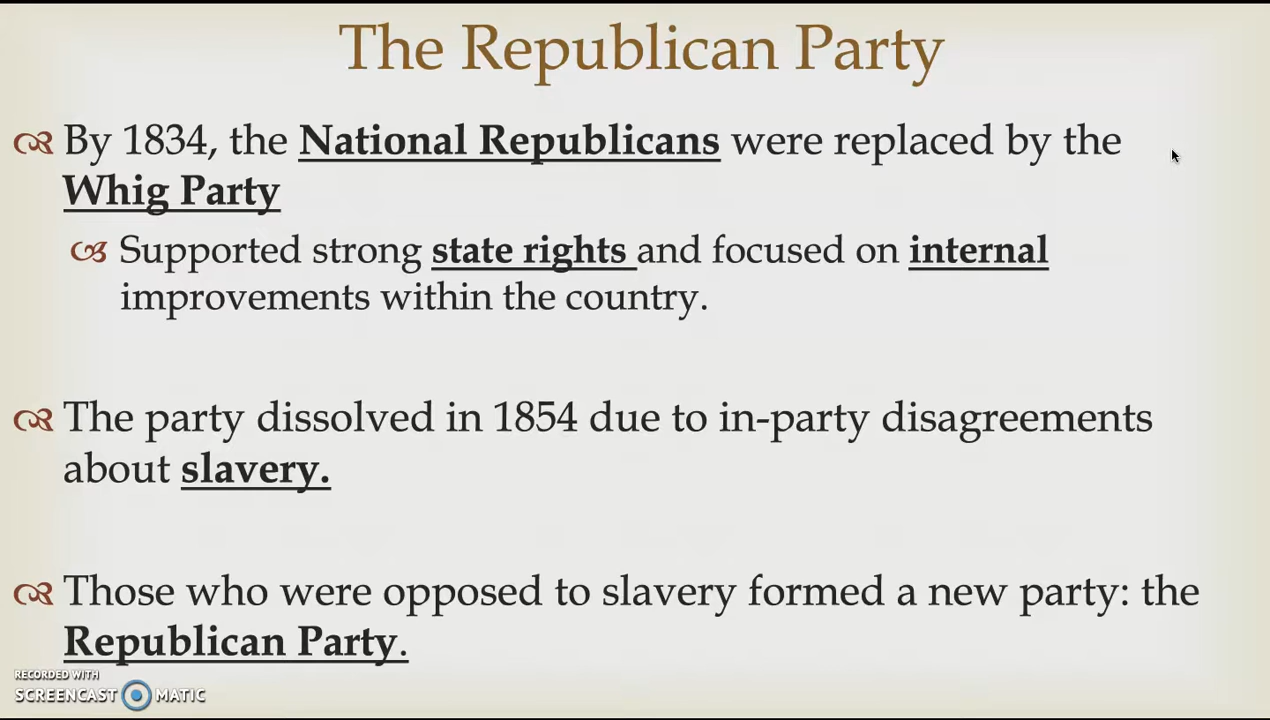 The Republican Party
By 1834, the National Republicans were replaced by the
Whig Party
Supported strong state rights and focused on internal
improvements within the country.
The party dissolved in 1854 due to in-party disagreements
about slavery.
Those who were opposed to slavery formed a new party: the
Republican Party.
RECORDED WITH
SCREENCAST MATIC